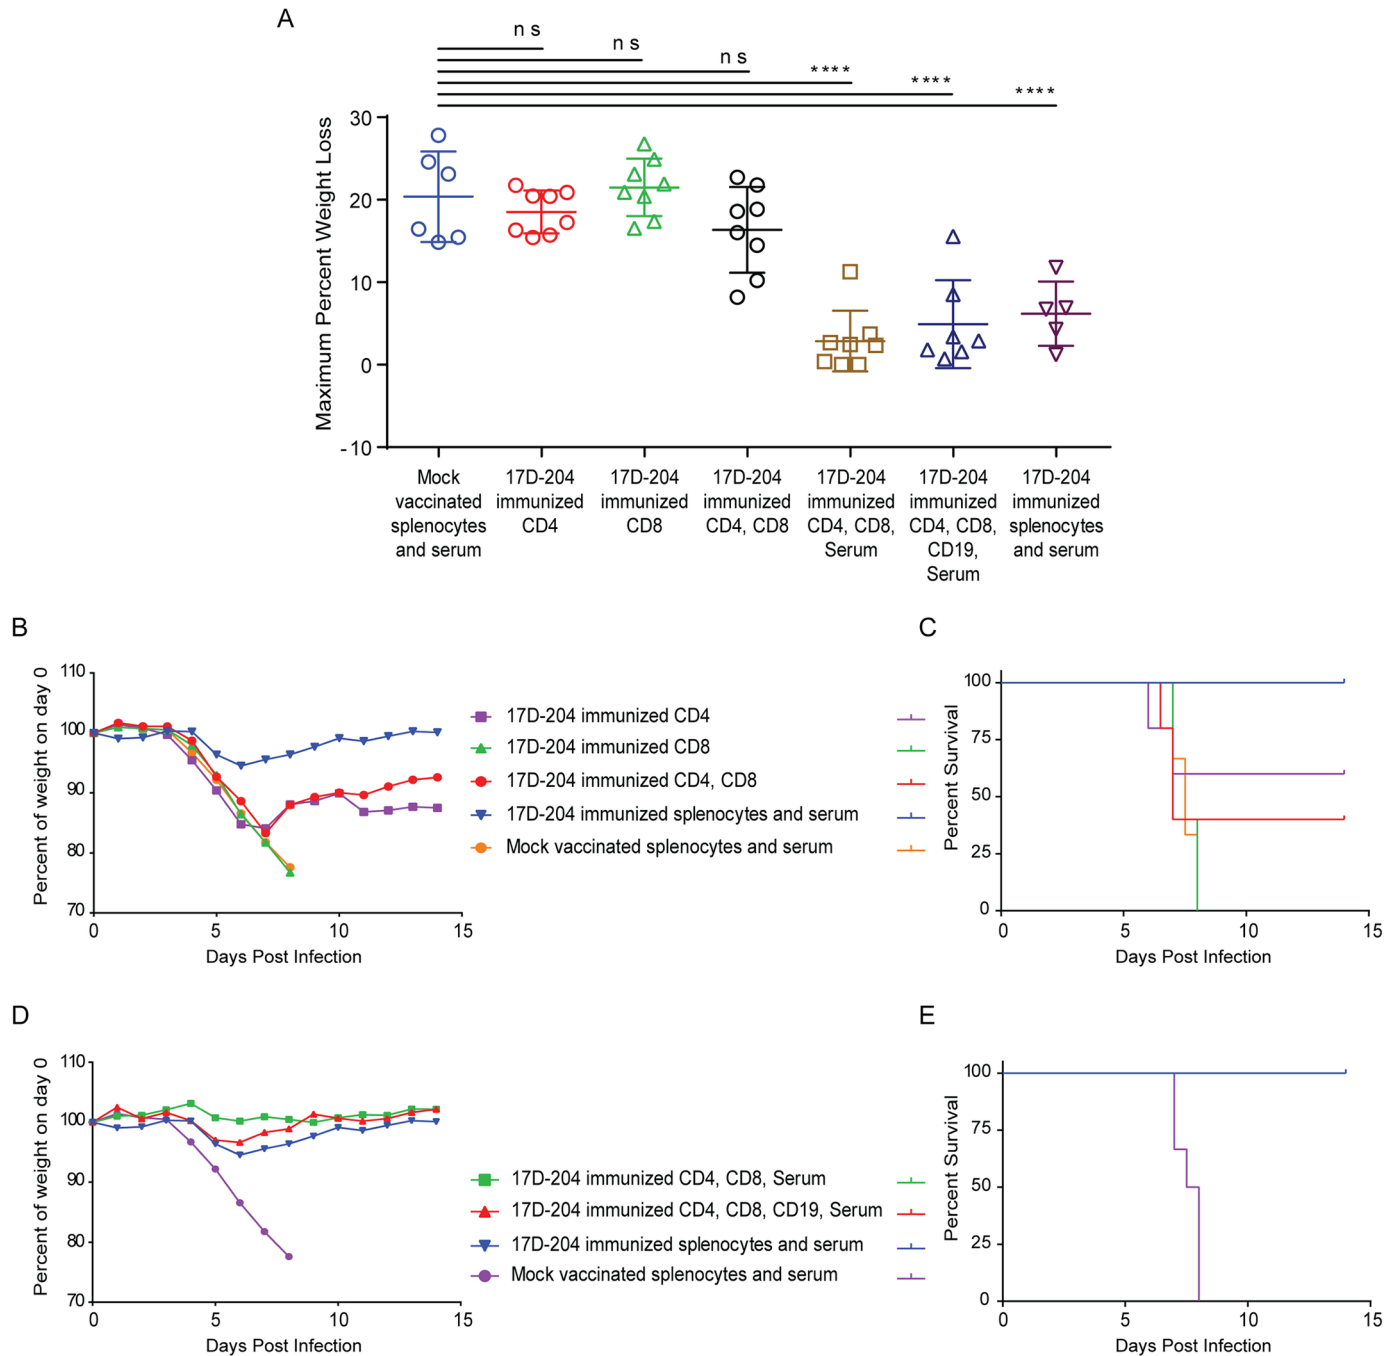 A
n s
n s
n s
****
****
****
Maximum Percent Weight Loss
30
20
10
0
-10
Mock
vaccinated
splenocytes
and serum
17D-204
immunized
CD4
17D-204
immunized
CD8
17D-204
immunized
CD4, CD8
17D-204
immunized
CD4, CD8,
Serum
17D-204
immunized
CD4, CD8,
CD19,
Serum
17D-204
immunized
splenocytes
and serum
B
Percent of weight on day 0
110
100
90
80
70
0
5
10
15
Days Post Infection
17D-204 immunized CD4
17D-204 immunized CD8
17D-204 immunized CD4, CD8
17D-204 immunized splenocytes and serum
Mock vaccinated splenocytes and serum
C
Percent Survival
100
75
50
25
0
0
5
10
15
Days Post Infection
D
Percent of weight on day 0
110
100
90
80
70
0
5
10
15
Days Post Infection
17D-204 immunized CD4, CD8, Serum
17D-204 immunized CD4, CD8, CD19, Serum
17D-204 immunized splenocytes and serum
Mock vaccinated splenocytes and serum
E
Percent Survival
100
75
50
25
0
0
5
10
15
Days Post Infection